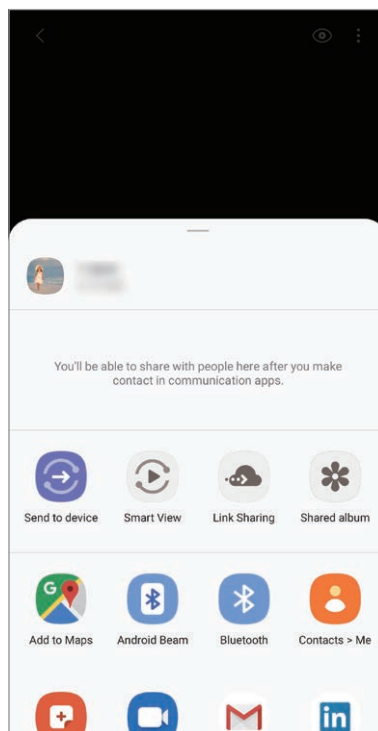 You'll be able to share with people here after you make
contact in communication apps.
Send to device
Smart View
Link Sharing
Shared album
G
Add to Maps
Android Beam
Bluetooth
Contacts > Me
in